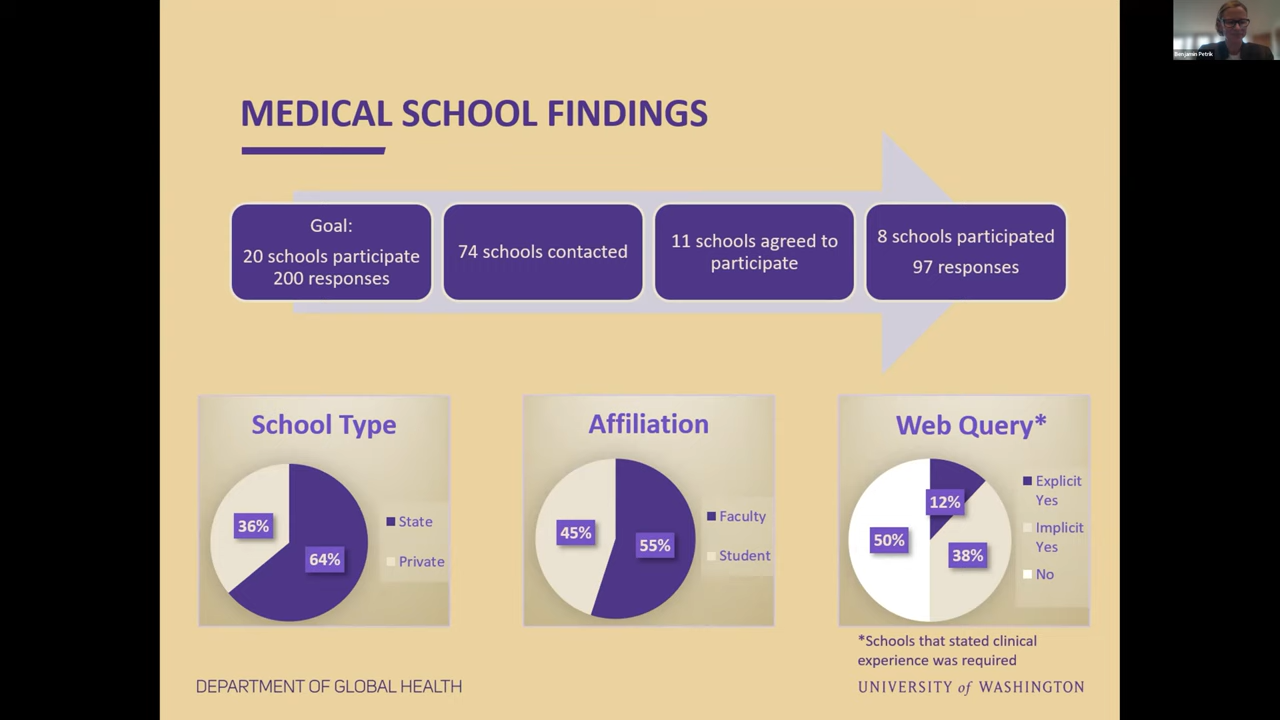 Benjamin Petrik
MEDICAL SCHOOL FINDINGS
Goal:
20 schools participate
200 responses
74 schools contacted
11 schools agreed to
participate
8 schools participated
97 responses
School Type
36%
64%
State
Private
Affiliation
45%
55%
Faculty
Student
Web Query*
12%
50%
38%
Explicit
Yes
Implicit
Yes
No
*Schools that stated clinical
experience was required
DEPARTMENT OF GLOBAL HEALTH
UNIVERSITY of WASHINGTON